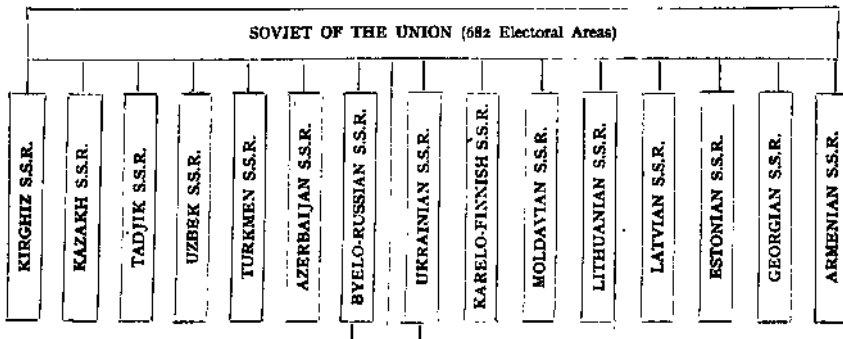 SOVIET OF THE UNION (682 Electoral Areas)
KIRGHIZ S.S.R.
KAZAKH S.S.R.
TADJIK S.S.R.
UZBEK S.S.R.
TURKMEN S.S.R.
AZERBAIJAN S.S.R.
BYELO-RUSSIAN S.S.R.
UKRAINIAN S.S.R.
KARELO-FINNISH S.S.R.
MOLDAVIAN S.S.R.
LITHUANIAN S.S.R.
LATVIAN S.S.R.
ESTONIAN S.S.R.
GEORGIAN S.S.R.
ARMENIAN S.S.R.